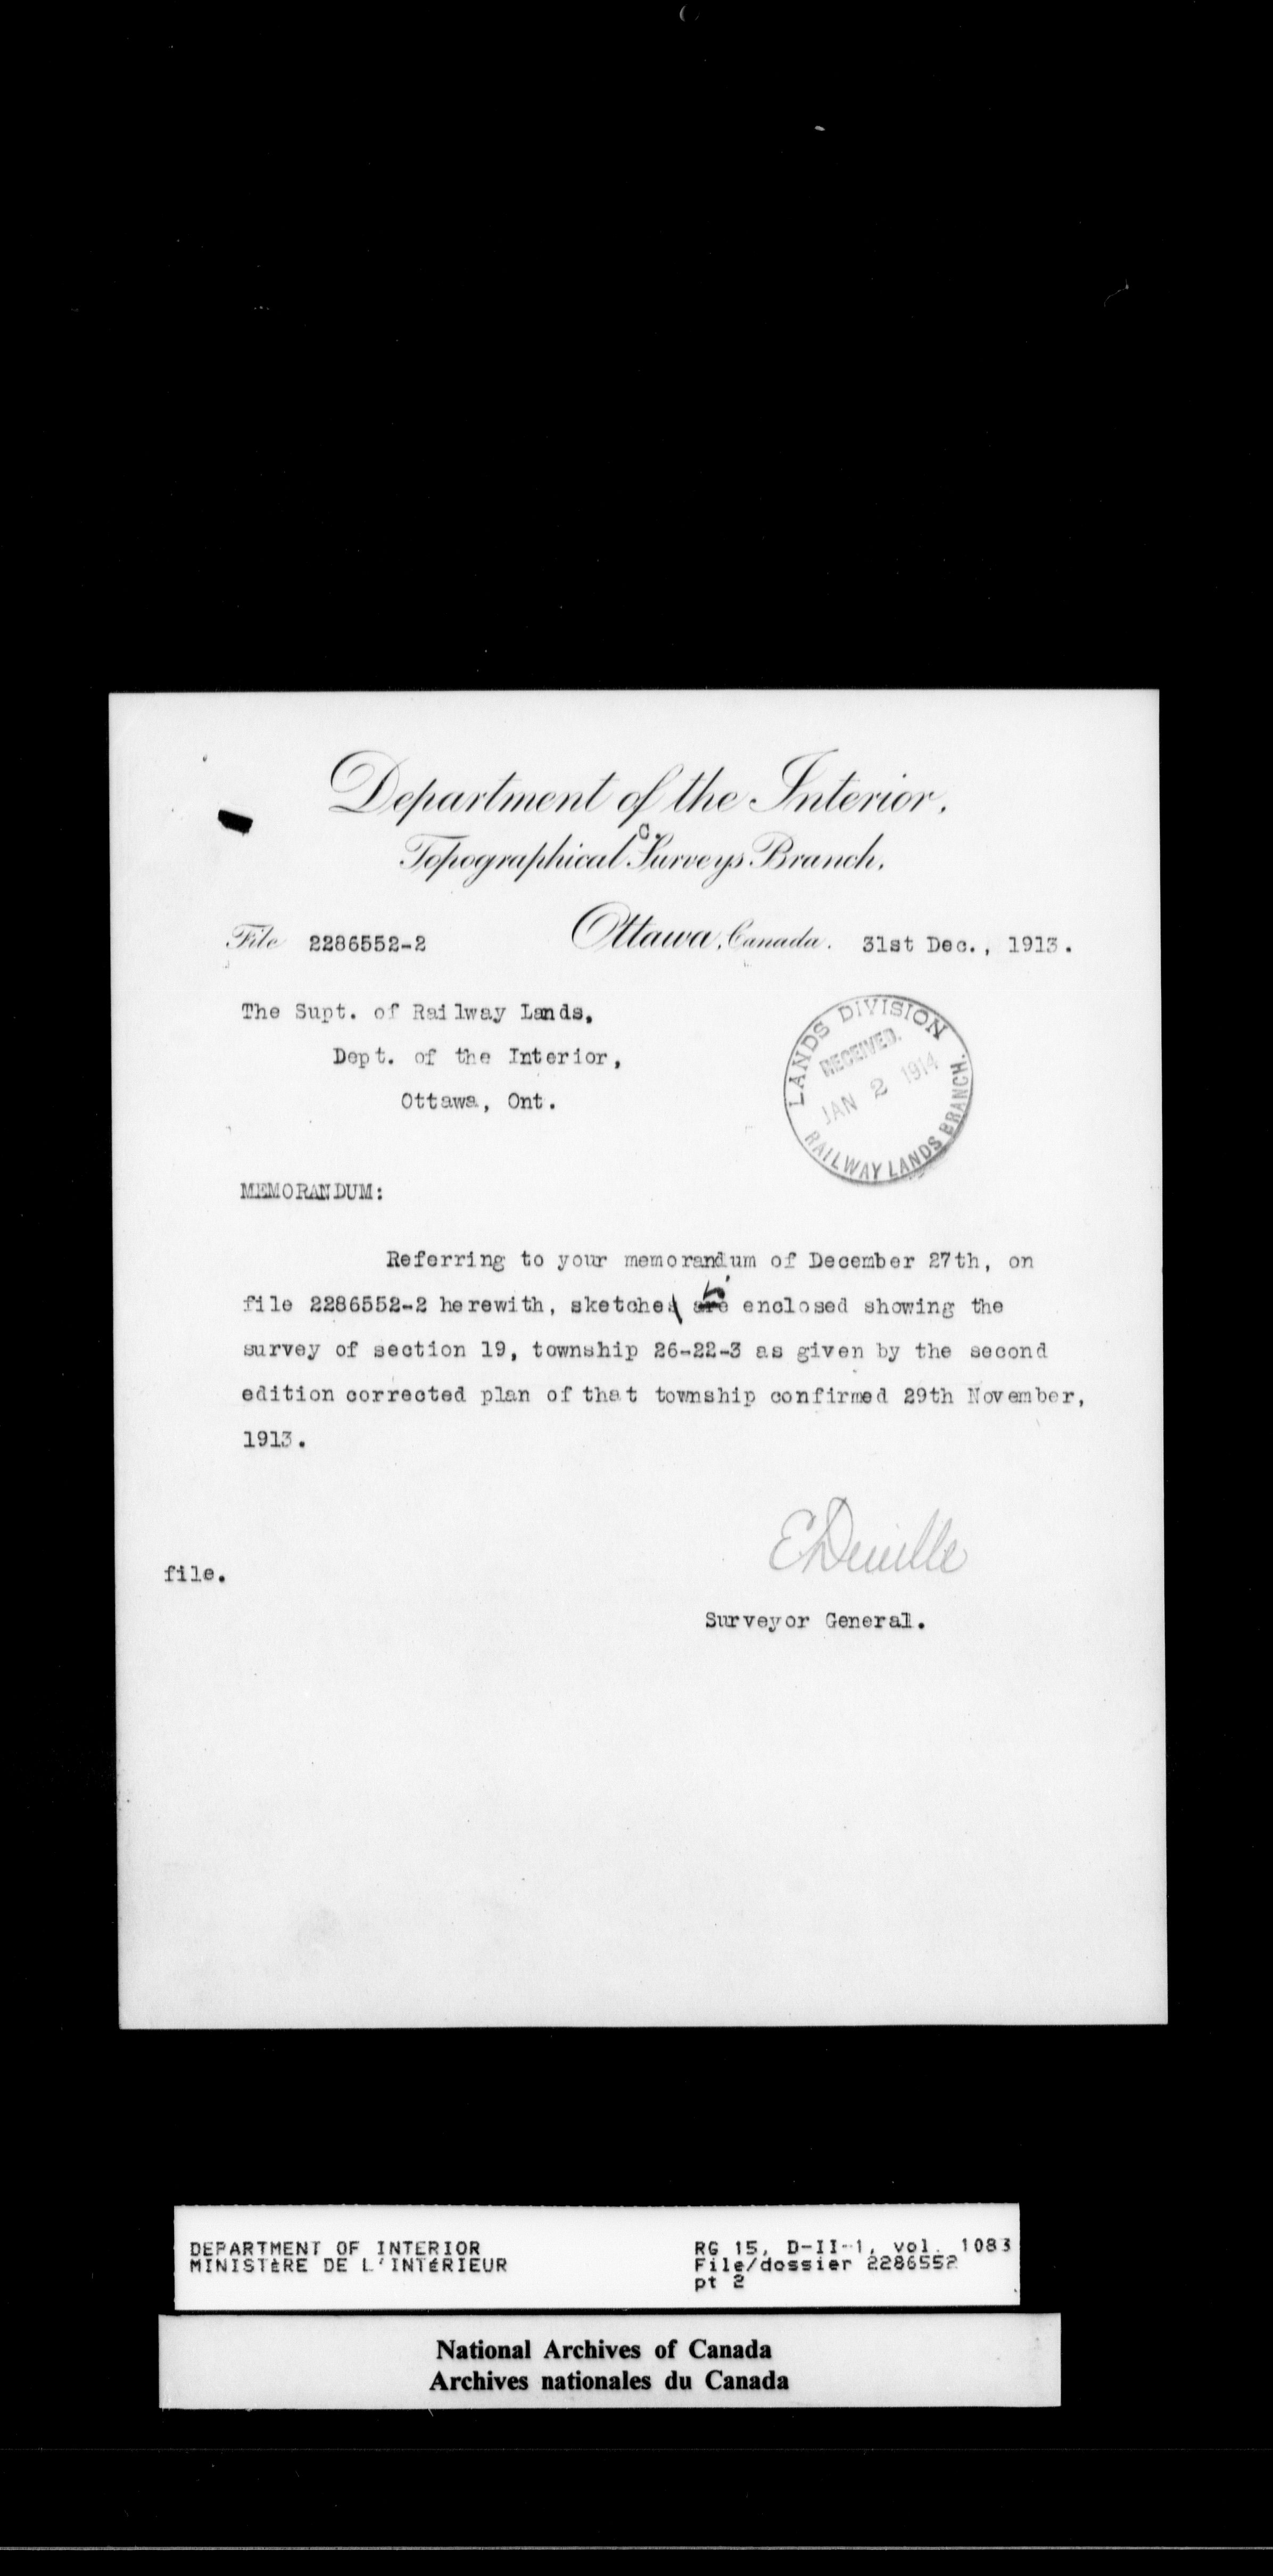 Department of the Interior,
Topographical Surveys Branch.
File 2286552-2 Ottawa, Canada. 31st Dec., 1913.
The Supt. of Railway Lands,
Dept. of the Interior,
Ottawa, Ont.
LANDS DIVISION
RECEIVED.
JAN 2 1914
RAILWAY LANDS BRANCH.
MEMORANDUM:
Referring to your memorandum of December 27th, on
file 2286552-2 herewith, sketches are enclosed showing the
survey of section 19, township 26-22-3 as given by the second
edition corrected plan of that township confirmed 29th November,
1913.
E Deville
file.
Surveyor General.
DEPARTMENT OF INTERIOR
MINISTÈRE DE L'INTÉRIEUR
RG 15, D-II-1, vol. 1083
File/dossier 2286552
pt 2
National Archives of Canada
Archives nationales du Canada